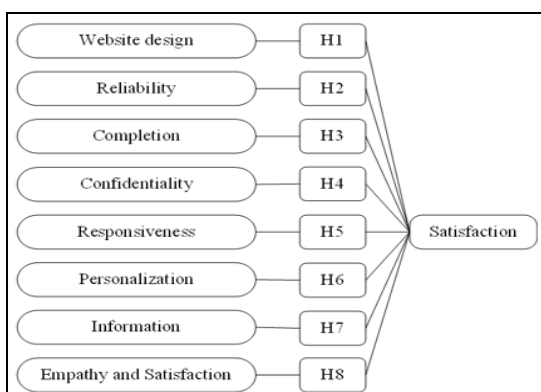 Website design H1
Reliability H2
Completion H3
Confidentiality H4
Responsiveness H5 Satisfaction
Personalization H6
Information H7
Empathy and Satisfaction H8